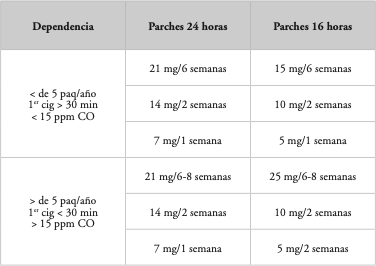 Dependencia Parches 24 horas Parches 16 horas
< de 5 paq/año
1er cig > 30 min
< 15 ppm CO
21 mg/6 semanas 15 mg/6 semanas
14 mg/2 semanas 10 mg/2 semanas
7 mg/1 semana 5 mg/1 semana
> de 5 paq/año
1er cig < 30 min
> 15 ppm CO
21 mg/6-8 semanas 25 mg/6-8 semanas
14 mg/2 semanas 10 mg/2 semanas
7 mg/1 semana 5 mg/2 semanas